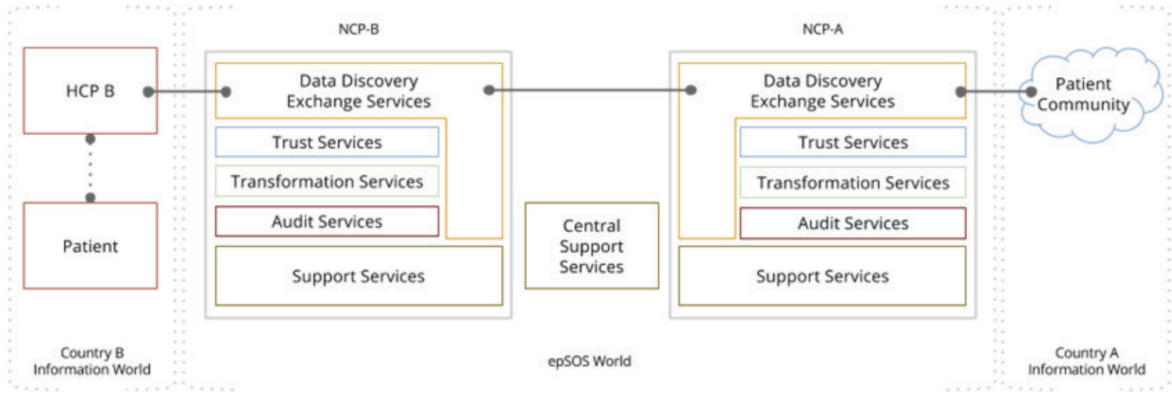 NCP-B
NCP-A
HCP B
Data Discovery
Exchange Services
Data Discovery
Exchange Services
Patient
Community
Trust Services
Trust Services
Transformation Services
Transformation Services
Audit Services
Audit Services
Patient
Central
Support
Services
Support Services
Support Services
Country B
Information World
epSOS World
Country A
Information World